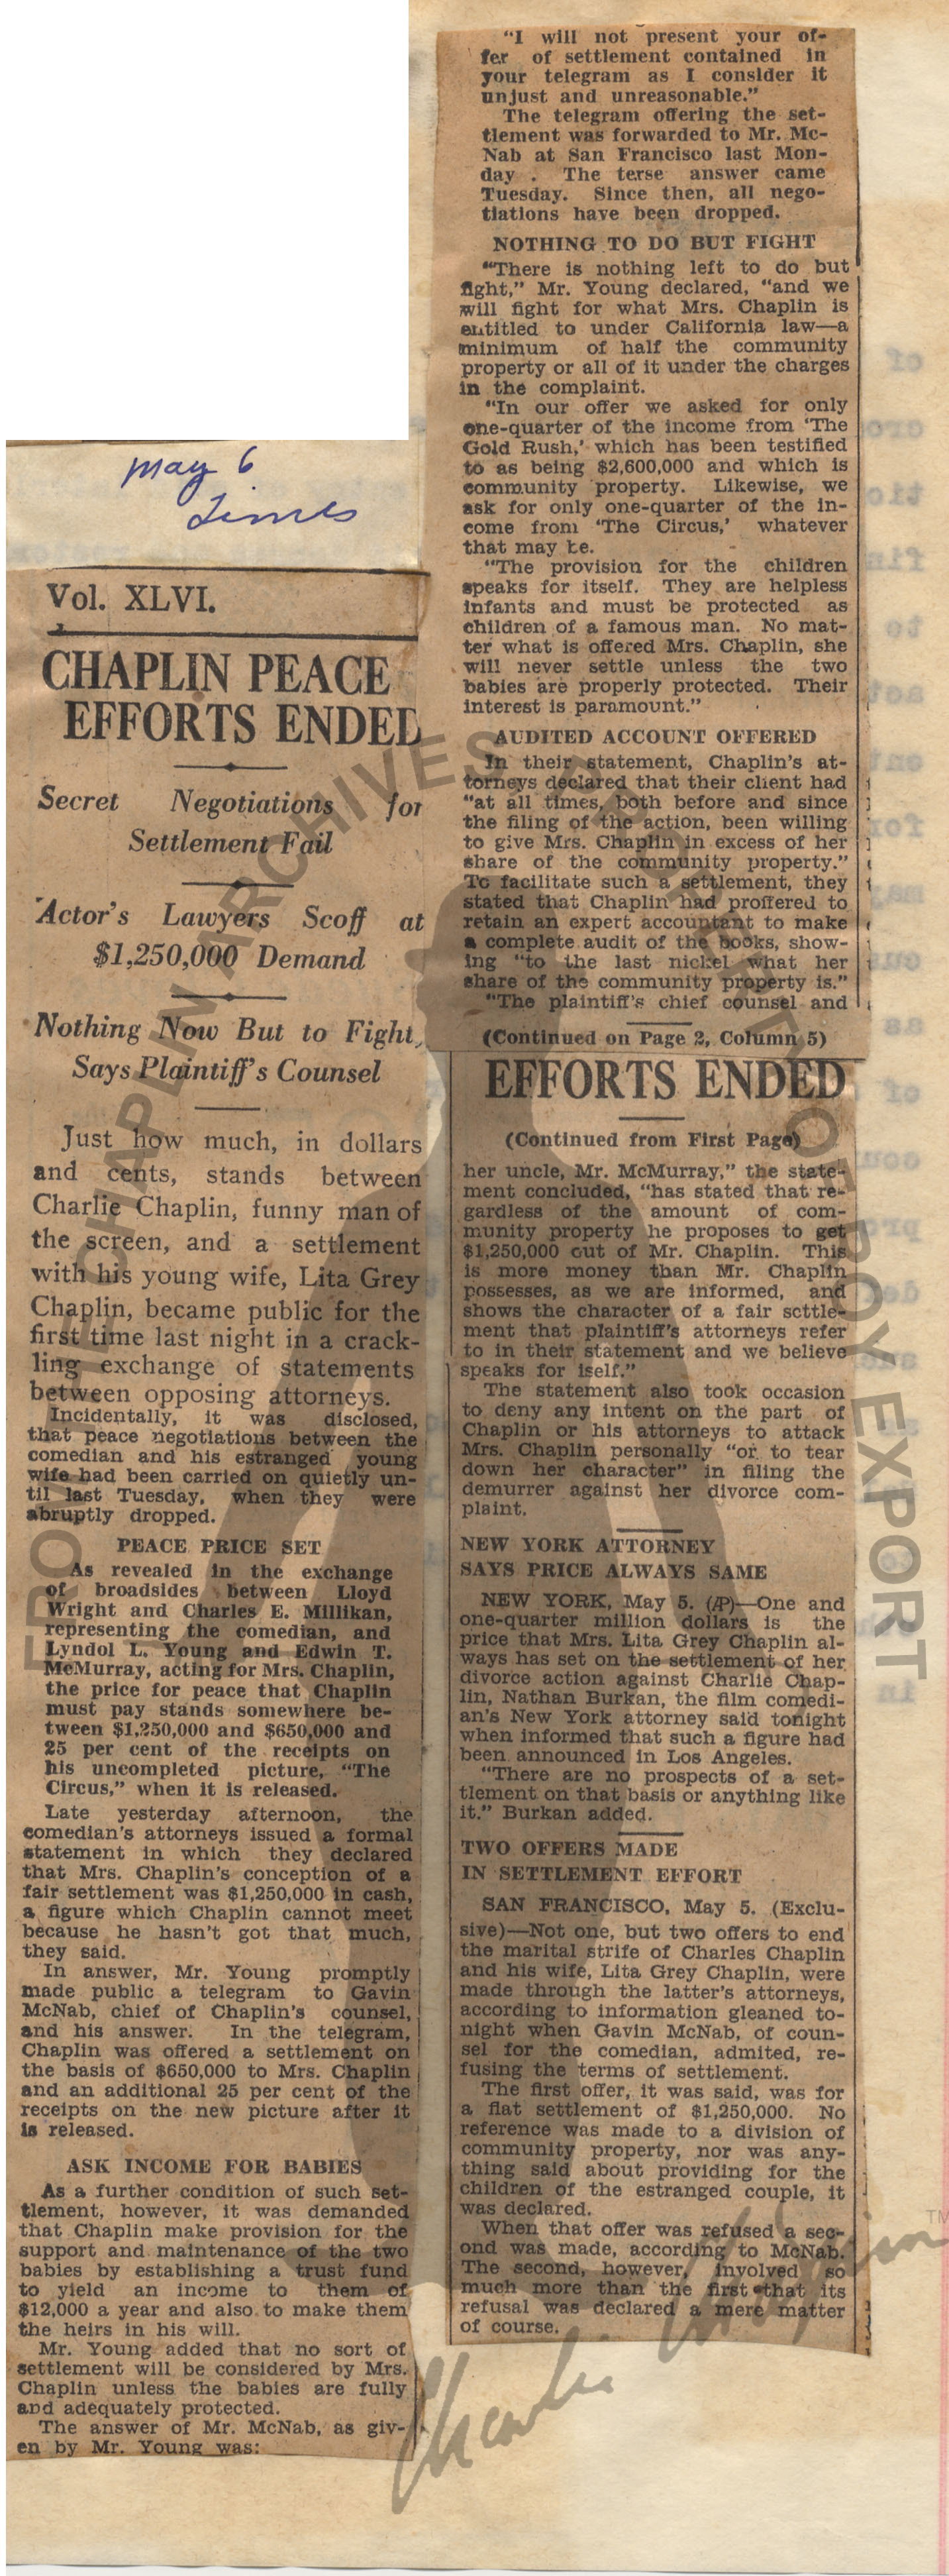 May 6
Times
Vol. XLVI.
CHAPLIN PEACE
EFFORTS ENDED
Secret Negotiations for
Settlement Fail
Actor's Lawyers Scoff at
$1,250,000 Demand
Nothing Now But to Fight,
Says Plaintiff's Counsel
Just how much, in dollars
and cents, stands between
Charlie Chaplin, funny man of
the screen, and a settlement
with his young wife, Lita Grey
Chaplin, became public for the
first time last night in a crack-
ling exchange of statements
between opposing attorneys.
Incidentally, it was disclosed,
that peace negotiations between the
comedian and his estranged young
wife had been carried on quietly un-
til last Tuesday, when they were
abruptly dropped.
PEACE PRICE SET
As revealed in the exchange
of broadsides between Lloyd
Wright and Charles E. Millikan,
representing the comedian, and
Lyndol L. Young and Edwin T.
McMurray, acting for Mrs. Chaplin,
the price for peace that Chaplin
must pay stands somewhere be-
tween $1,250,000 and $650,000 and
25 per cent of the receipts on
his uncompleted picture, "The
Circus," when it is released.
Late yesterday afternoon, the
comedian's attorneys issued a formal
statement in which they declared
that Mrs. Chaplin's conception of a
fair settlement was $1,250,000 in cash,
a figure which Chaplin cannot meet
because he hasn't got that much,
they said.
In answer, Mr. Young promptly
made public a telegram to Gavin
McNab, chief of Chaplin's counsel,
and his answer. In the telegram,
Chaplin was offered a settlement on
the basis of $650,000 to Mrs. Chaplin
and an additional 25 per cent of the
receipts on the new picture after it
is released.
ASK INCOME FOR BABIES
As a further condition of such set-
tlement, however, it was demanded
that Chaplin make provision for the
support and maintenance of the two
babies by establishing a trust fund
to yield an income to them of
$12,000 a year and also to make them
the heirs in his will.
Mr. Young added that no sort of
settlement will be considered by Mrs.
Chaplin unless the babies are fully
and adequately protected.
The answer of Mr. McNab, as giv-
en by Mr. Young was:
"I will not present your of-
fer of settlement contained in
your telegram as I consider it
unjust and unreasonable."
The telegram offering the set-
tlement was forwarded to Mr. Mc-
Nab at San Francisco last Mon-
day . The terse answer came
Tuesday. Since then, all nego-
tiations have been dropped.
NOTHING TO DO BUT FIGHT
"There is nothing left to do but
fight," Mr. Young declared, "and we
will fight for what Mrs. Chaplin is
entitled to under California law—a
minimum of half the community
property or all of it under the charges
in the complaint.
"In our offer we asked for only
one-quarter of the income from 'The
Gold Rush,' which has been testified
to as being $2,600,000 and which is
community property. Likewise, we
ask for only one-quarter of the in-
come from 'The Circus,' whatever
that may be.
"The provision for the children
speaks for itself. They are helpless
infants and must be protected as
children of a famous man. No mat-
ter what is offered Mrs. Chaplin, she
will never settle unless the two
babies are properly protected. Their
interest is paramount."
AUDITED ACCOUNT OFFERED
In their statement, Chaplin's at-
torneys declared that their client had
"at all times, both before and since
the filing of the action, been willing
to give Mrs. Chaplin in excess of her
share of the community property."
To facilitate such a settlement, they
stated that Chaplin had proffered to
retain an expert accountant to make
a complete audit of the books, show-
ing "to the last nickel what her
share of the community property is."
"The plaintiff's chief counsel and
(Continued on Page 2, Column 5)
EFFORTS ENDED
(Continued from First Page)
her uncle, Mr. McMurray," the state-
ment concluded, "has stated that re-
gardless of the amount of com-
munity property he proposes to get
$1,250,000 out of Mr. Chaplin. This
is more money than Mr. Chaplin
possesses, as we are informed, and
shows the character of a fair settle-
ment that plaintiff's attorneys refer
to in their statement and we believe
speaks for iself."
The statement also took occasion
to deny any intent on the part of
Chaplin or his attorneys to attack
Mrs. Chaplin personally "or to tear
down her character" in filing the
demurrer against her divorce com-
plaint.
NEW YORK ATTORNEY
SAYS PRICE ALWAYS SAME
NEW YORK, May 5. (AP)—One and
one-quarter million dollars is the
price that Mrs. Lita Grey Chaplin al-
ways has set on the settlement of her
divorce action against Charlie Chap-
lin, Nathan Burkan, the film comedi-
an's New York attorney said tonight
when informed that such a figure had
been announced in Los Angeles.
"There are no prospects of a set-
tlement on that basis or anything like
it." Burkan added.
TWO OFFERS MADE
IN SETTLEMENT EFFORT
SAN FRANCISCO, May 5. (Exclu-
sive)—Not one, but two offers to end
the marital strife of Charles Chaplin
and his wife, Lita Grey Chaplin, were
made through the latter's attorneys,
according to information gleaned to-
night when Gavin McNab, of coun-
sel for the comedian, admited, re-
fusing the terms of settlement.
The first offer, it was said, was for
a flat settlement of $1,250,000. No
reference was made to a division of
community property, nor was any-
thing said about providing for the
children of the estranged couple, it
was declared.
When that offer was refused a sec-
ond was made, according to McNab.
The second, however, involved so
much more than the first that its
refusal was declared a mere matter
of course.
FROM THE CHAPLIN ARCHIVES PROPERTY OF ROY EXPORT
Charlie Chaplin TM